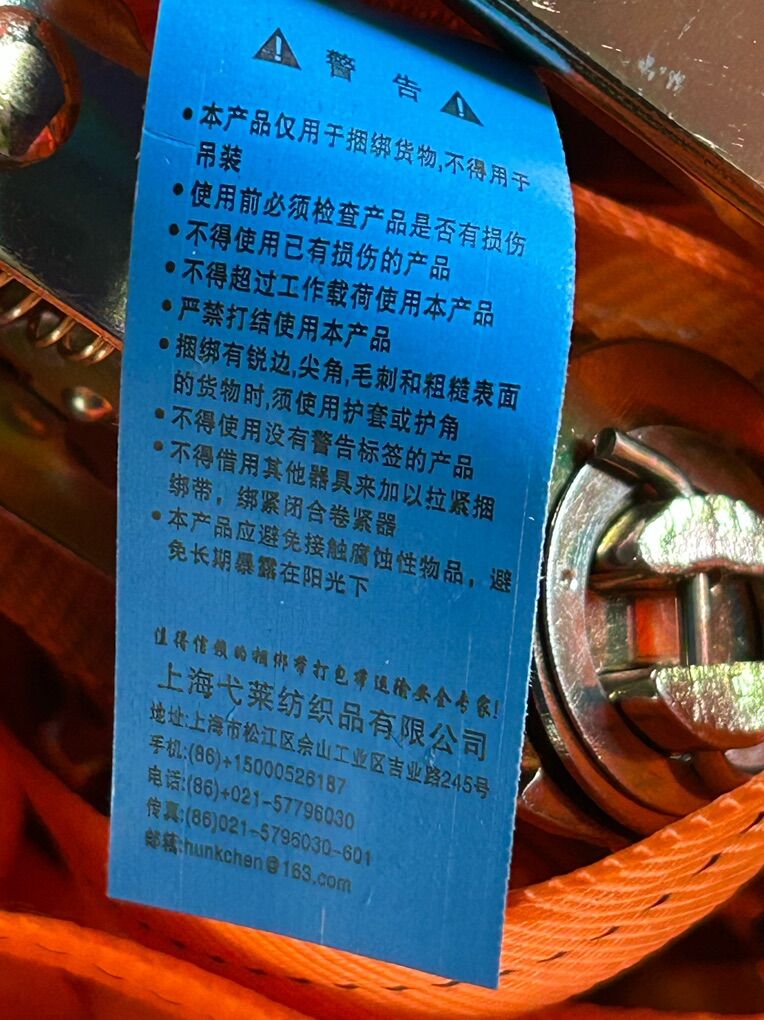 警 告
• 本产品仅用于捆绑货物,不得用于
吊装
• 使用前必须检查产品是否有损伤
• 不得使用已有损伤的产品
• 不得超过工作载荷使用本产品
• 严禁打结使用本产品
• 捆绑有锐边,尖角,毛刺和粗糙表面
的货物时,须使用护套或护角
• 不得使用没有警告标签的产品
• 不得借用其他器具来加以拉紧捆
绑带，绑紧闭合卷紧器
• 本产品应避免接触腐蚀性物品，避
免长期暴露在阳光下
值得信赖的捆绑带打包带运输安全专家!
上海弋莱纺织品有限公司
地址:上海市松江区佘山工业区吉业路245号
手机:(86)+15000526187
电话:(86)+021-57796030
传真:(86)021-5796030-601
邮箱:hunkchen@163.com